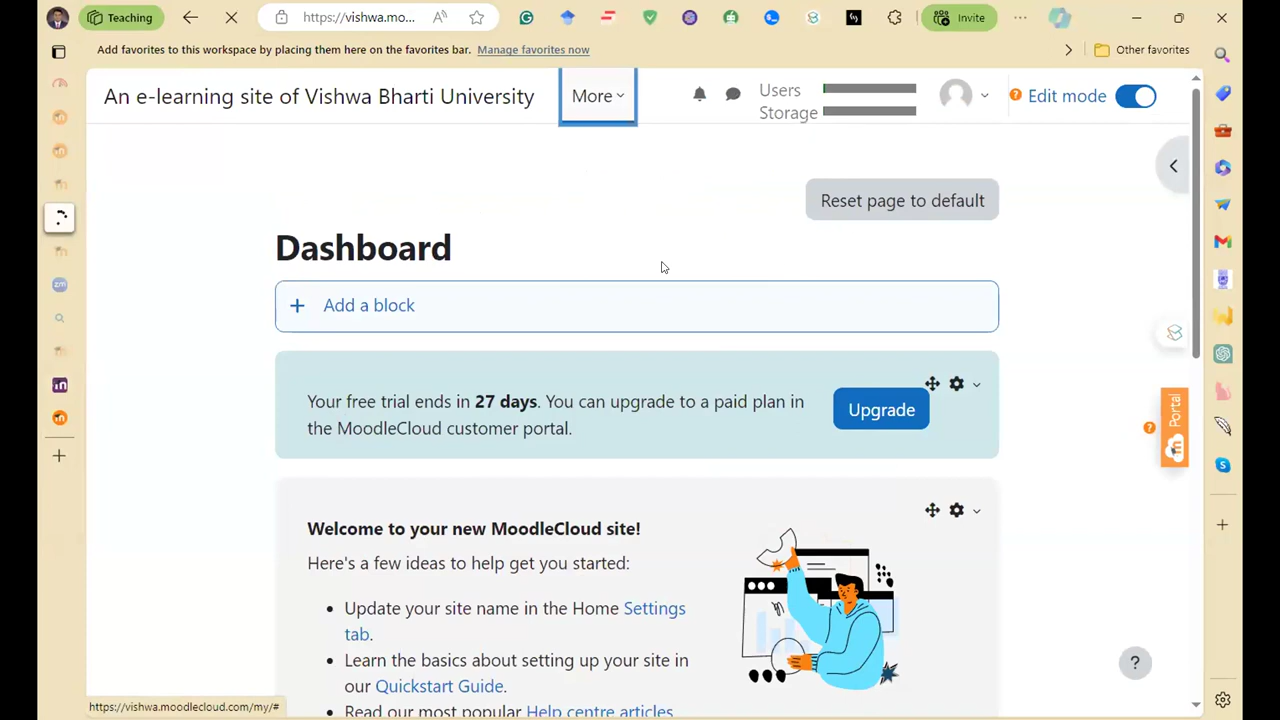 Teaching
https://vishwa.mo...
Invite
Add favorites to this workspace by placing them here on the favorites bar. Manage favorites now
Other favorites
An e-learning site of Vishwa Bharti University
More
Users
Storage
Edit mode
Reset page to default
Dashboard
+ Add a block
Your free trial ends in 27 days. You can upgrade to a paid plan in
the MoodleCloud customer portal.
Upgrade
Portal
Welcome to your new MoodleCloud site!
Here's a few ideas to help get you started:
• Update your site name in the Home Settings
tab.
• Learn the basics about setting up your site in
our Quickstart Guide.
• Read our most popular Help centre articles
?
https://vishwa.moodlecloud.com/my/#